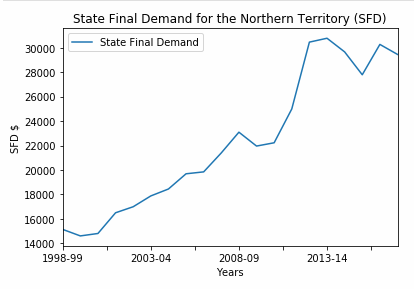 State Final Demand for the Northern Territory (SFD)
State Final Demand
30000
28000
26000
24000
22000
20000
18000
16000
14000
SFD $
1998-99 2003-04 2008-09 2013-14
Years